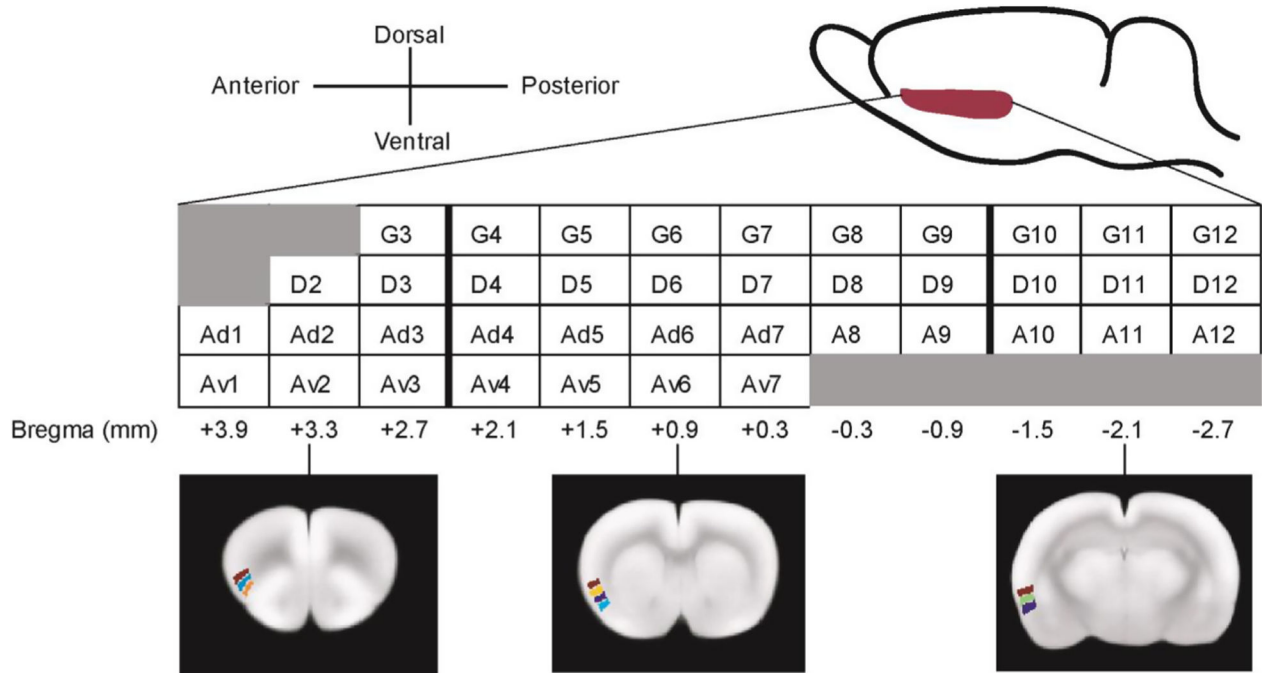 Dorsal
Anterior Posterior
Ventral
G3 G4 G5 G6 G7 G8 G9 G10 G11 G12
D2 D3 D4 D5 D6 D7 D8 D9 D10 D11 D12
Ad1 Ad2 Ad3 Ad4 Ad5 Ad6 Ad7 A8 A9 A10 A11 A12
Av1 Av2 Av3 Av4 Av5 Av6 Av7
Bregma (mm) +3.9 +3.3 +2.7 +2.1 +1.5 +0.9 +0.3 -0.3 -0.9 -1.5 -2.1 -2.7